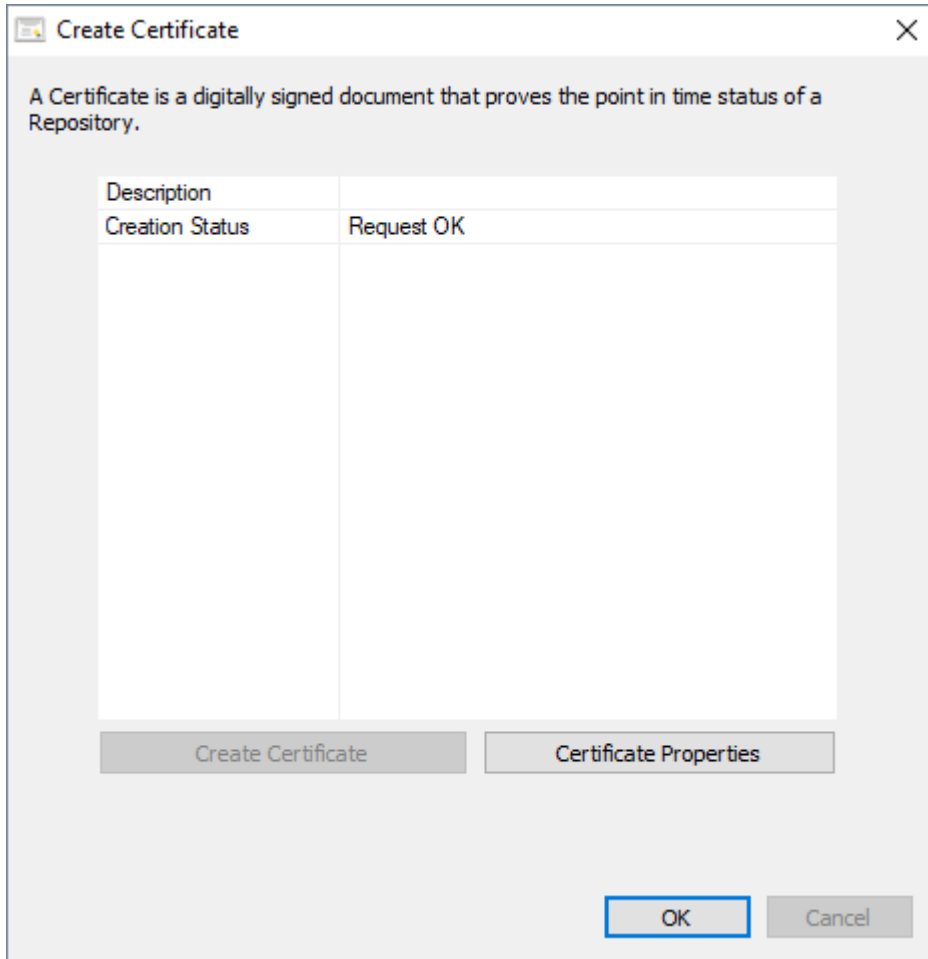 Create Certificate
A Certificate is a digitally signed document that proves the point in time status of a
Repository.
Description
Creation Status Request OK
Create Certificate Certificate Properties
OK Cancel